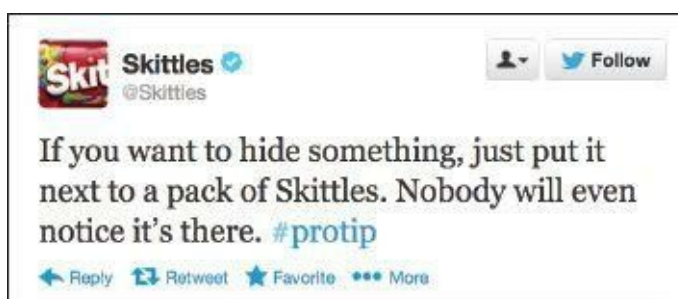 Skit
Skittles
@Skittles
Follow
If you want to hide something, just put it
next to a pack of Skittles. Nobody will even
notice it's there. #protip
Reply Retweet Favorite More